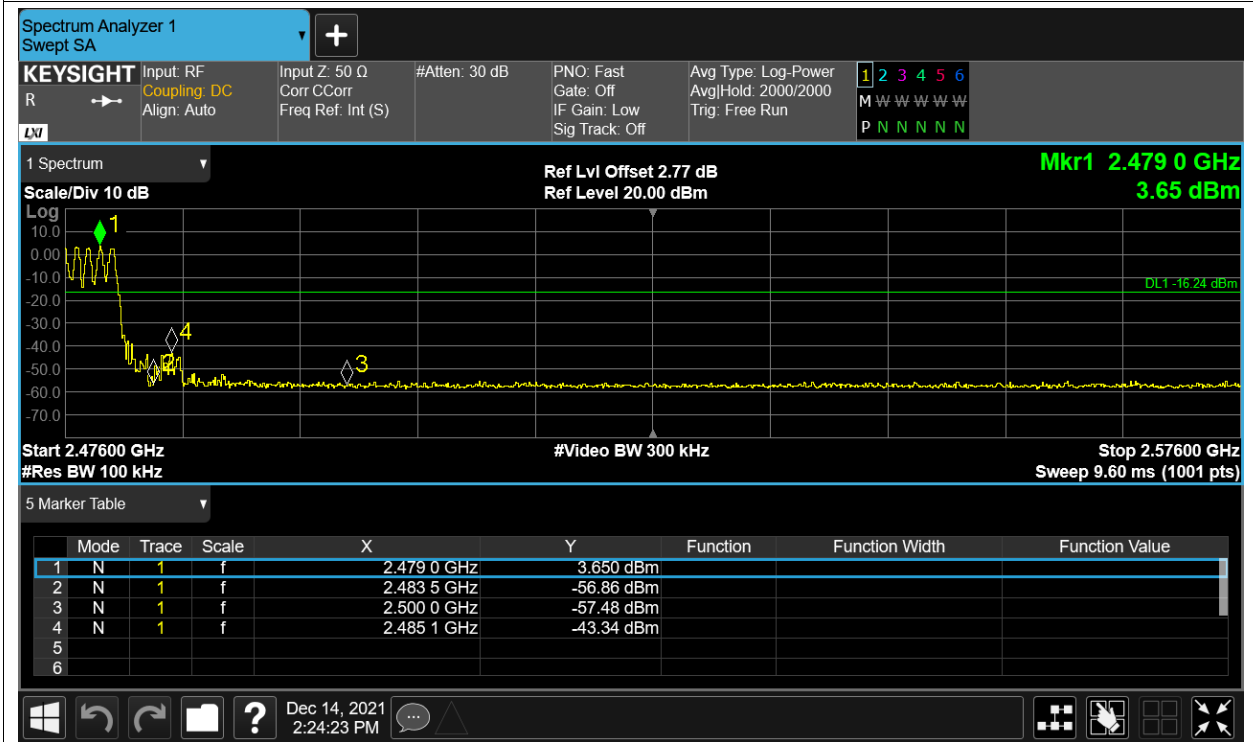 Spectrum Analyzer 1
Swept SA
+
KEYSIGHT Input: RF Input Z: 50 Ω #Atten: 30 dB PNO: Fast Avg Type: Log-Power 1 2 3 4 5 6
R Coupling: DC Corr CCorr Gate: Off Avg|Hold: 2000/2000 M W W W W W
Align: Auto Freq Ref: Int (S) IF Gain: Low Trig: Free Run
LXI Sig Track: Off P N N N N N
1 Spectrum Ref Lvl Offset 2.77 dB Mkr1 2.479 0 GHz
Scale/Div 10 dB Ref Level 20.00 dBm 3.65 dBm
Log
10.0 1
0.00
-10.0
DL1 -16.24 dBm
-20.0
-30.0
4
-40.0
2 3
-50.0
-60.0
-70.0
Start 2.47600 GHz #Video BW 300 kHz Stop 2.57600 GHz
#Res BW 100 kHz Sweep 9.60 ms (1001 pts)
5 Marker Table
Mode Trace Scale X Y Function Function Width Function Value
1 N 1 f 2.479 0 GHz 3.650 dBm
2 N 1 f 2.483 5 GHz -56.86 dBm
3 N 1 f 2.500 0 GHz -57.48 dBm
4 N 1 f 2.485 1 GHz -43.34 dBm
5
6
? Dec 14, 2021
2:24:23 PM